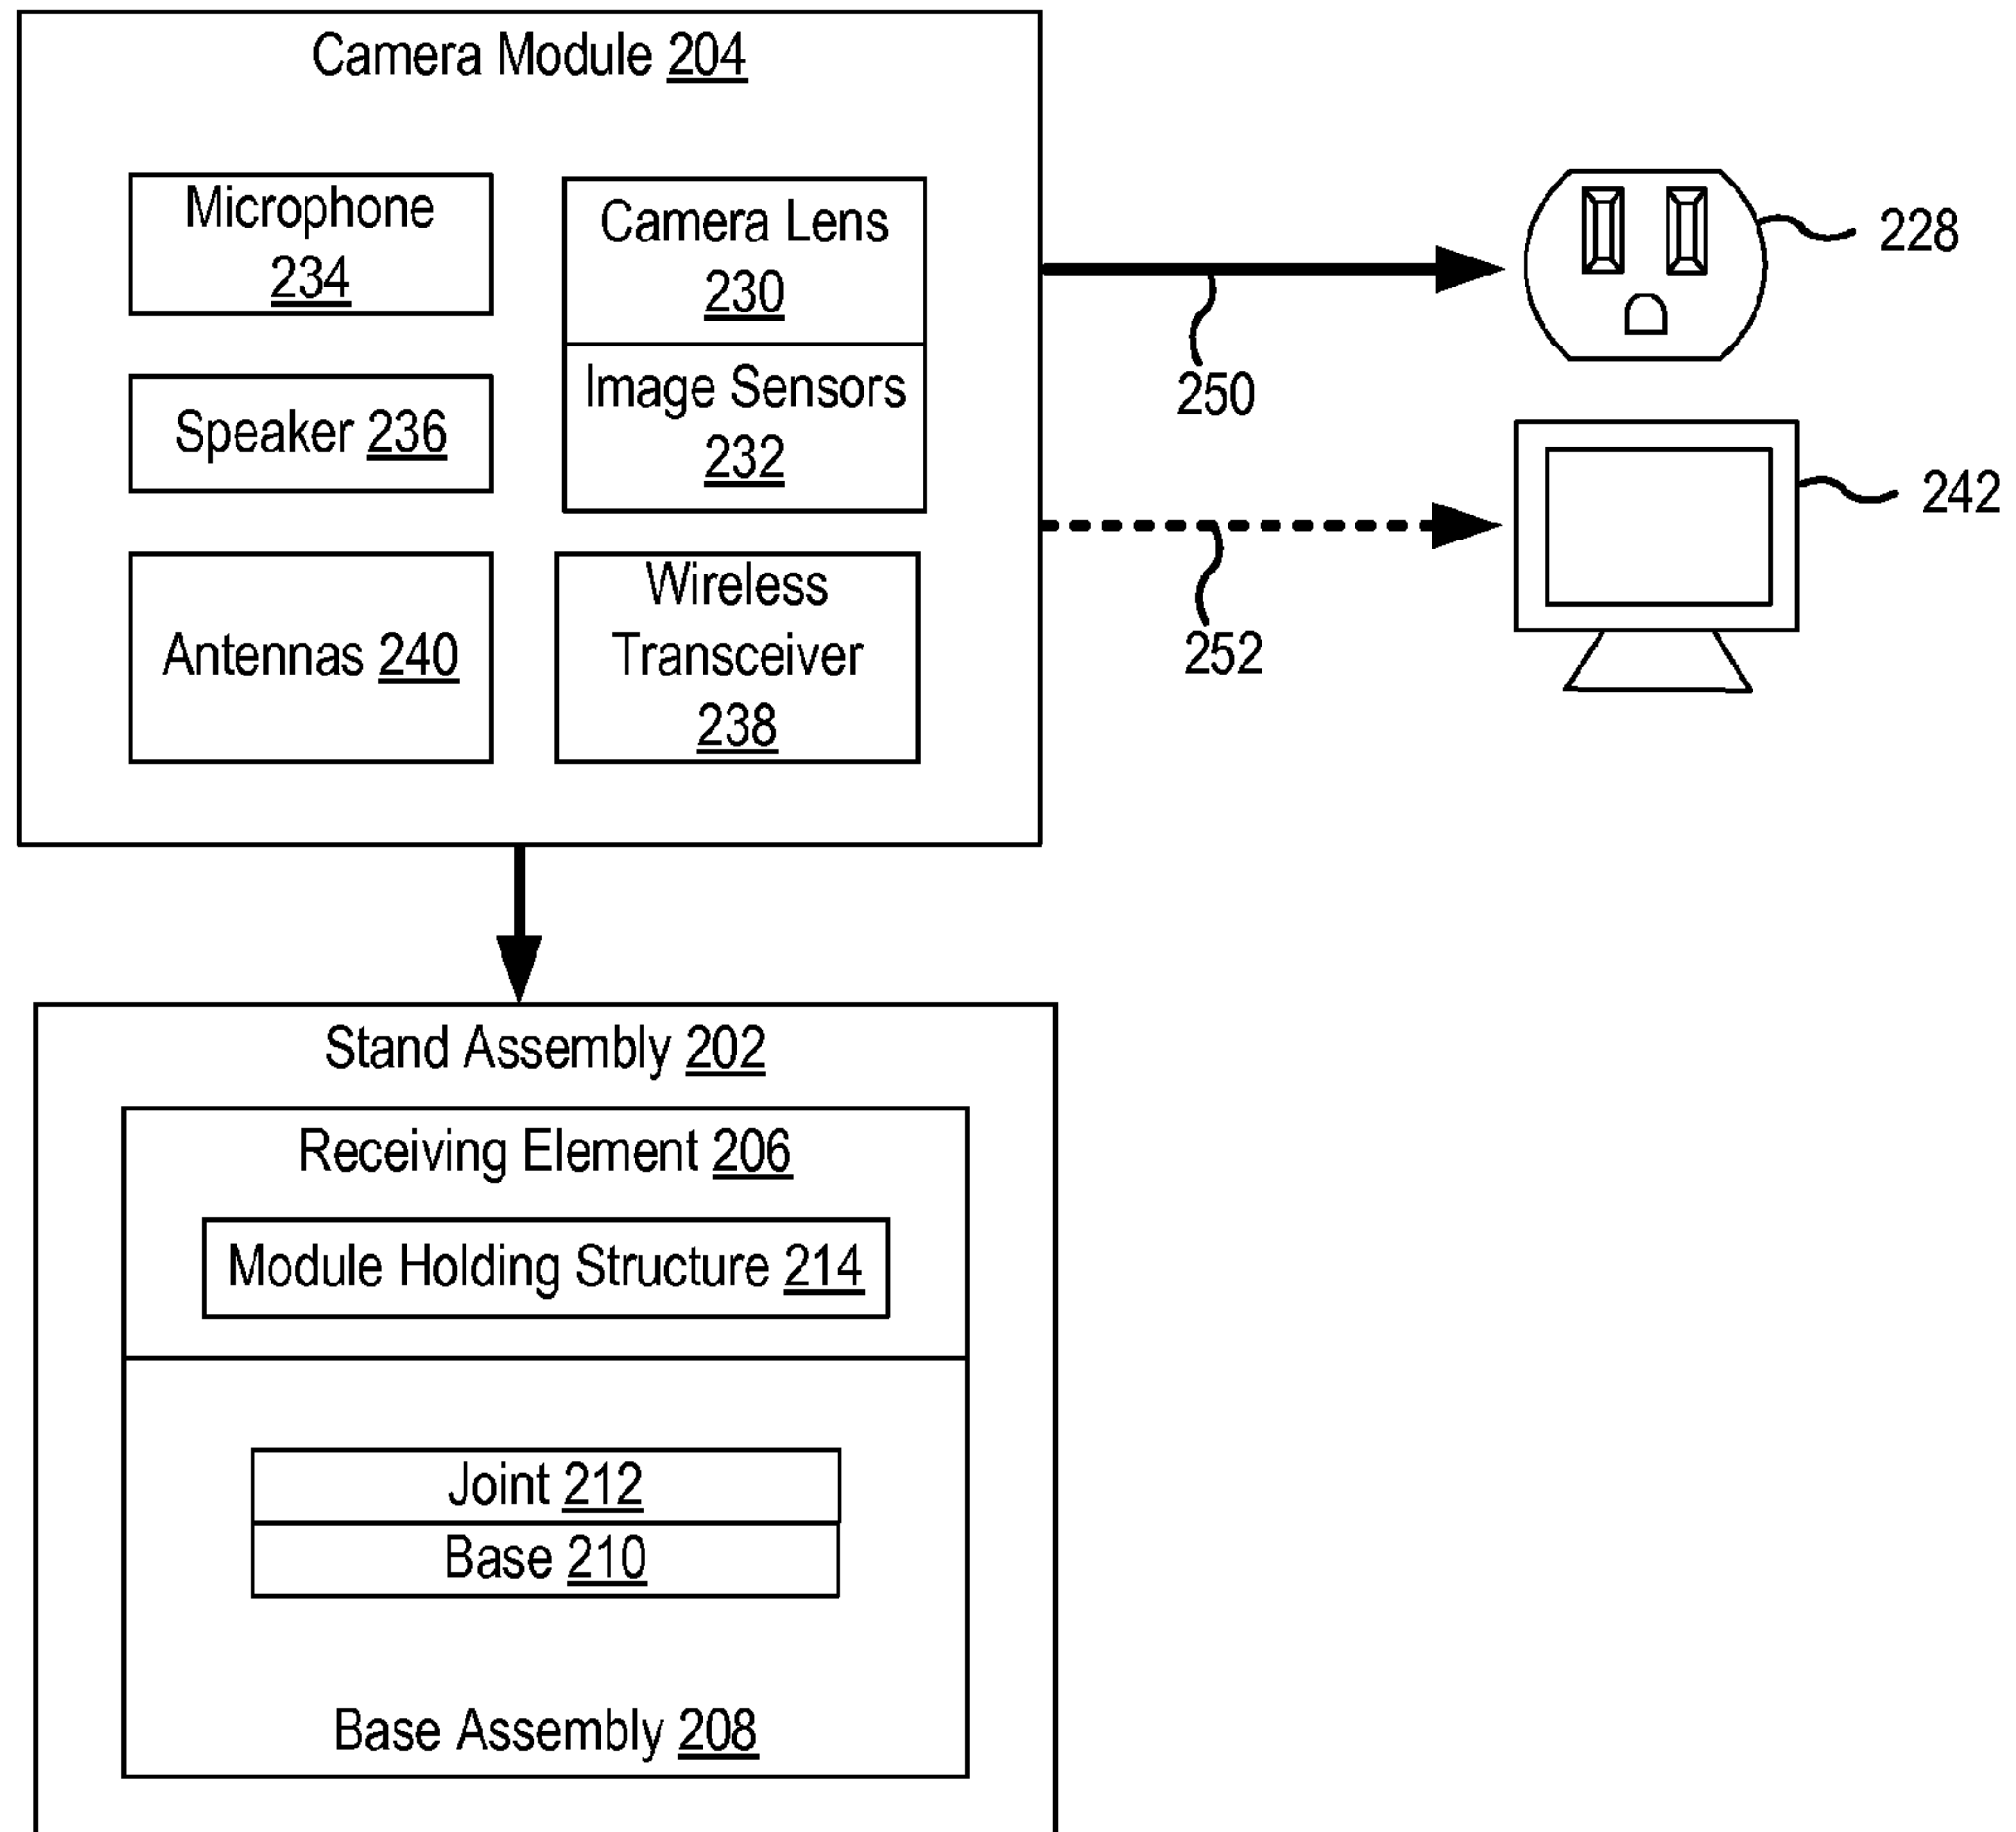 Camera Module 204
Microphone
234
Camera Lens
230
Image Sensors
232
Speaker 236
Antennas 240
Wireless
Transceiver
238
228
250
242
252
Stand Assembly 202
Receiving Element 206
Module Holding Structure 214
Joint 212
Base 210
Base Assembly 208